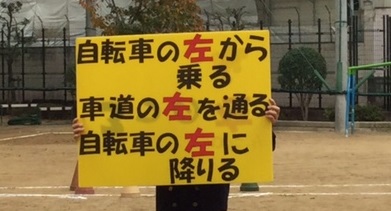 自転車の左から
乗る
車道の左を通る
自転車の左に
降りる